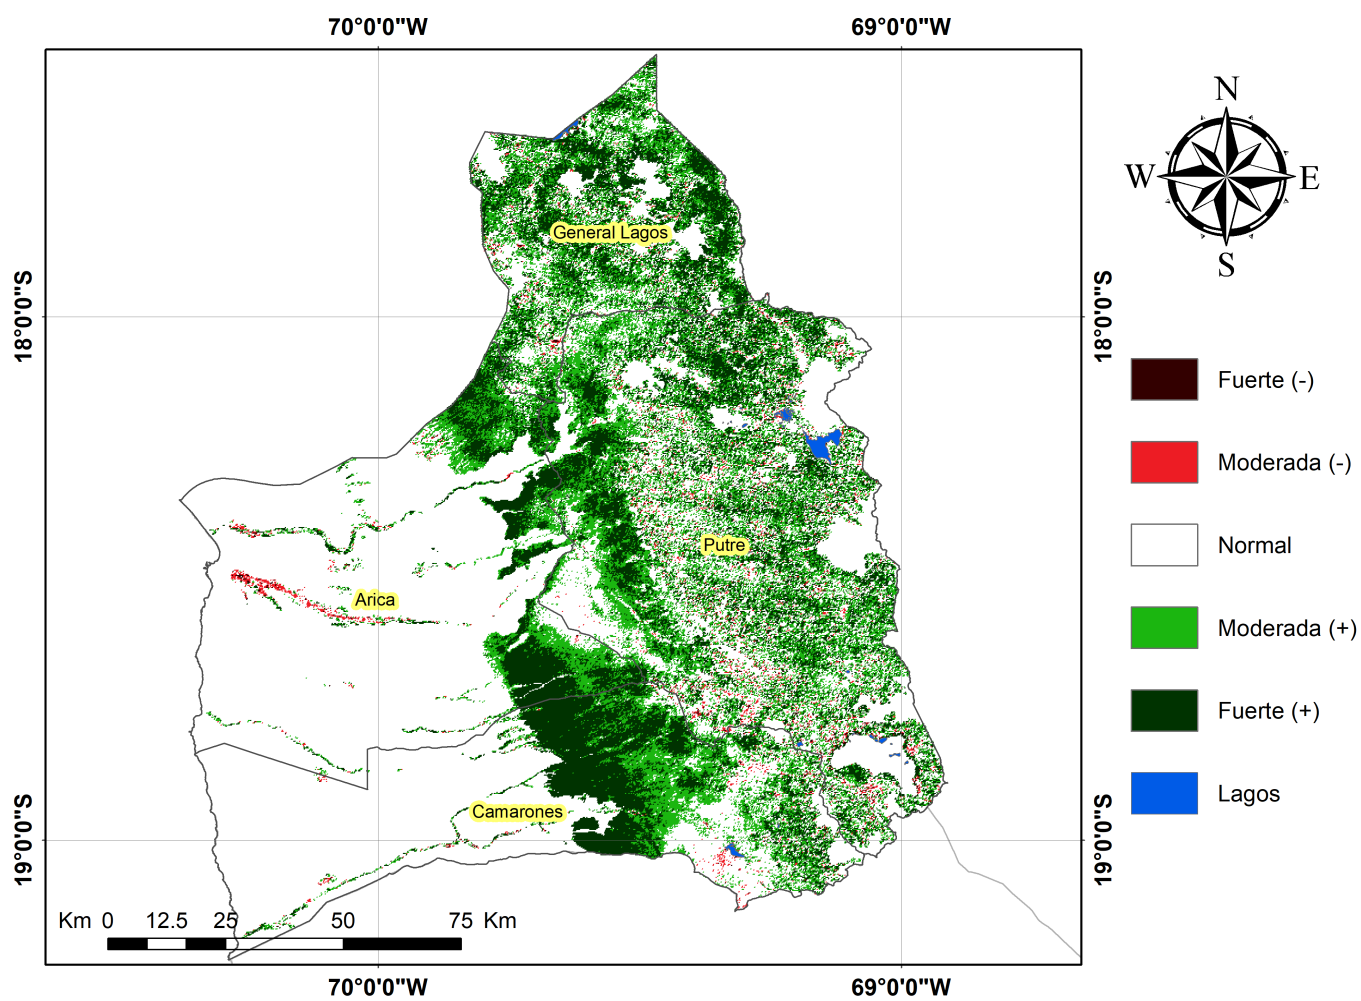 70°0'0"W 69°0'0"W
N
W E
S
General Lagos
18°0'0"S 18°0'0"S
Fuerte (-)
Moderada (-)
Normal
Putre
Arica
Moderada (+)
Fuerte (+)
Lagos
Camarones
19°0'0"S 19°0'0"S
Km 0 12.5 25 50 75 Km
70°0'0"W 69°0'0"W